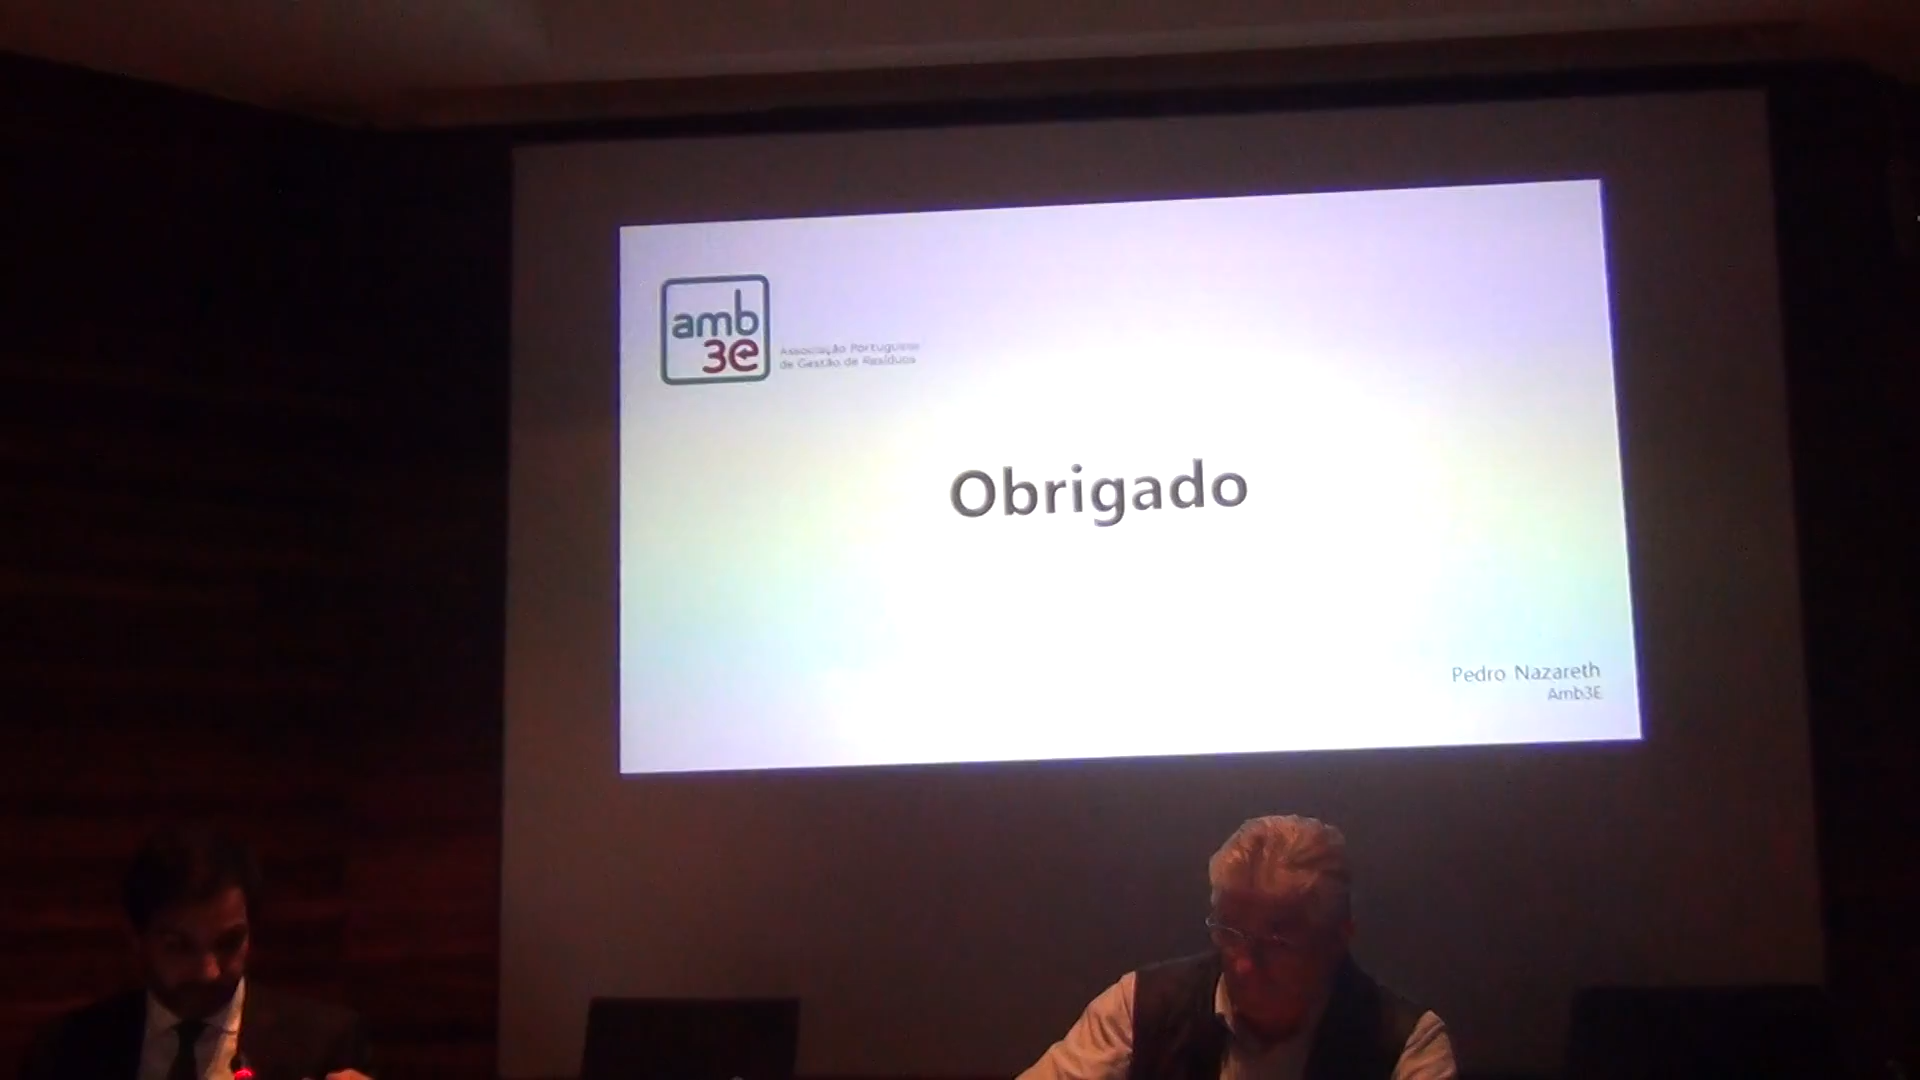 amb
3e
Associação Portuguesa
de Gestão de Resíduos
Obrigado
Pedro Nazareth
Amb3E